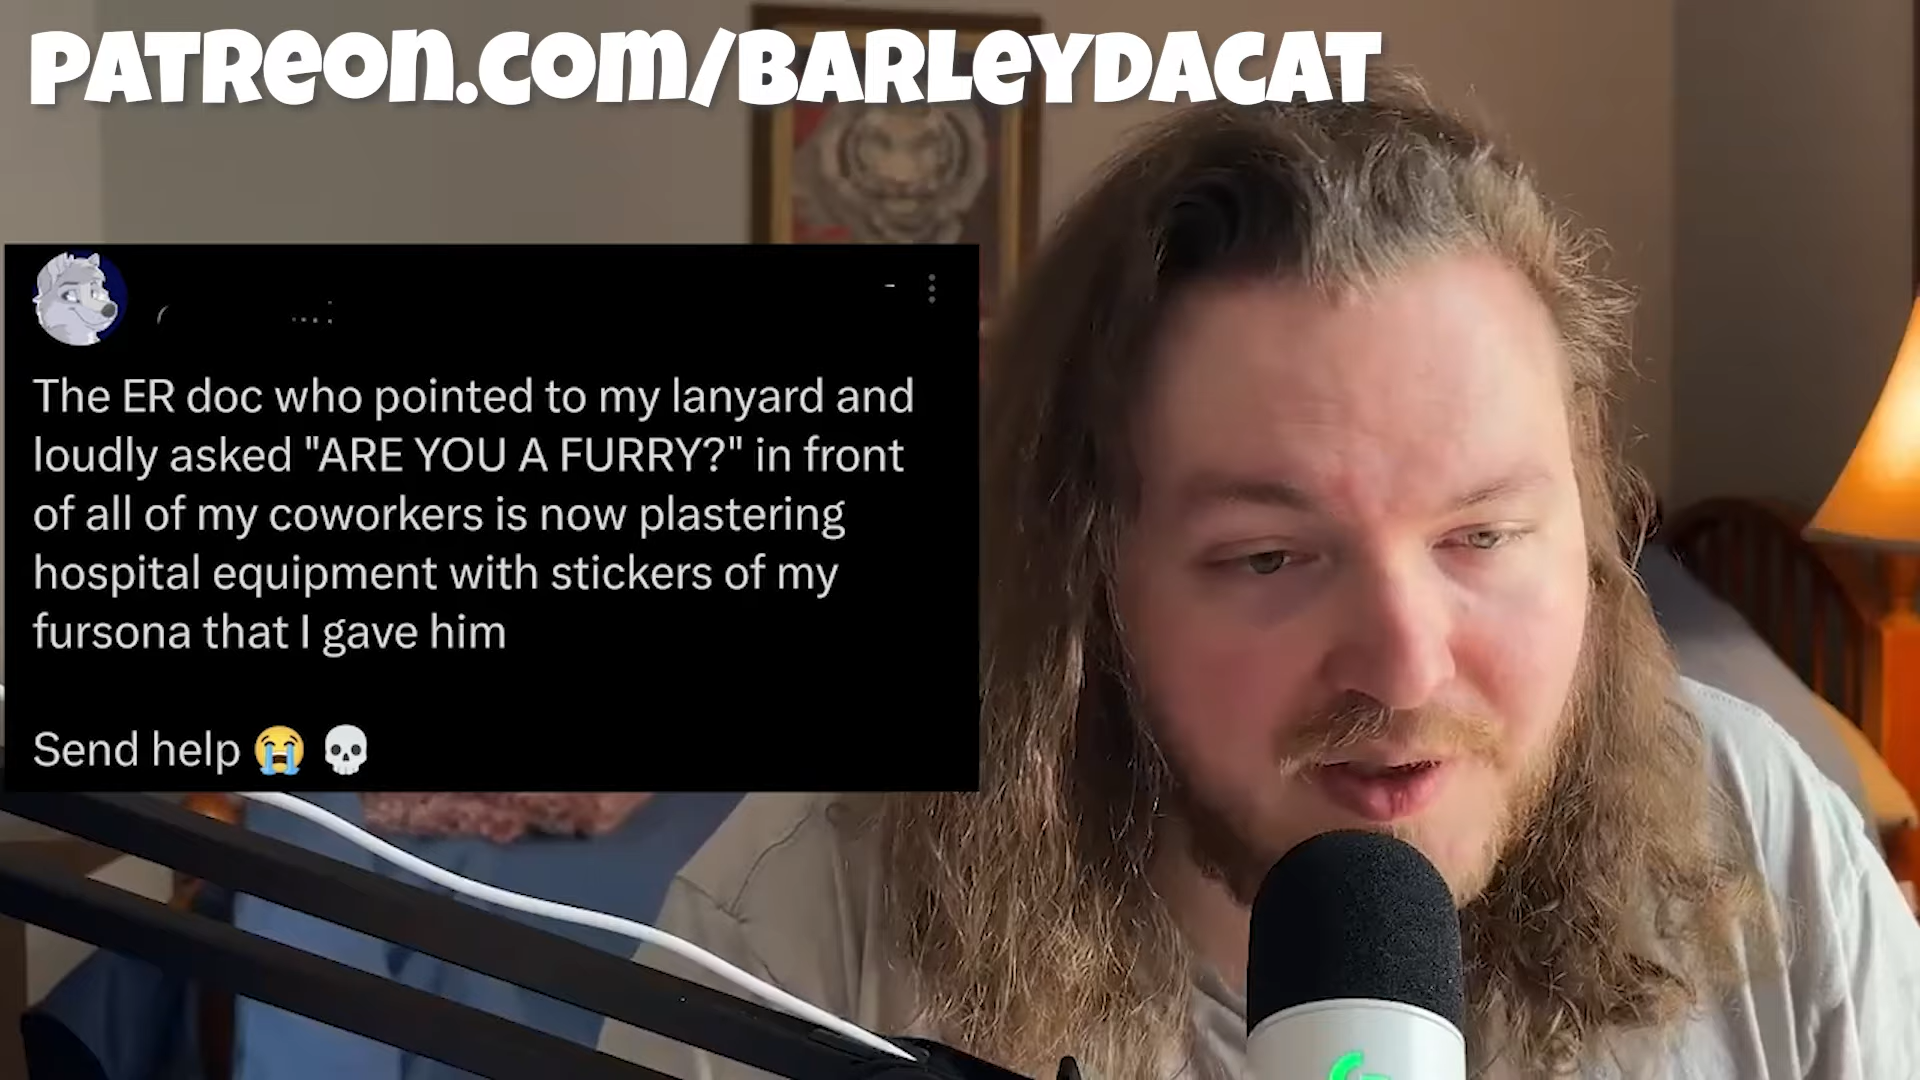 PATREON.COM/BARLEYDACAT
The ER doc who pointed to my lanyard and
loudly asked "ARE YOU A FURRY?" in front
of all of my coworkers is now plastering
hospital equipment with stickers of my
fursona that I gave him
Send help 😭 💀